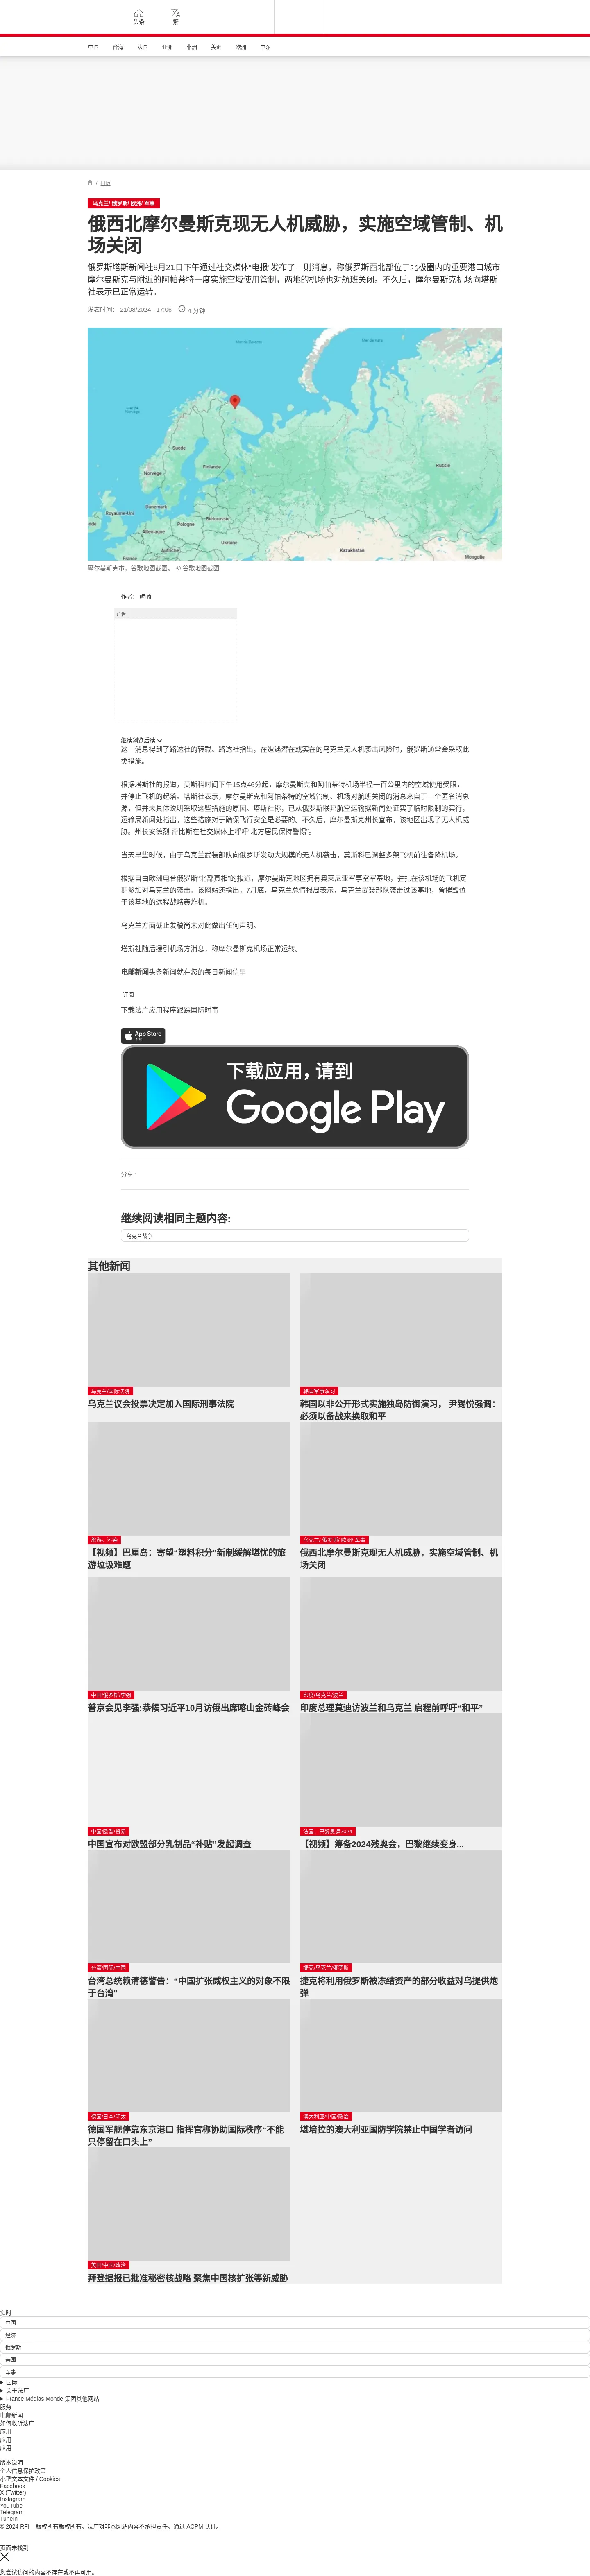 头条
繁
中国 台海 法国 亚洲 非洲 美洲 欧洲 中东
/ 国际
乌克兰/ 俄罗斯/ 欧洲/ 军事
俄西北摩尔曼斯克现无人机威胁，实施空域管制、机
场关闭
俄罗斯塔斯新闻社8月21日下午通过社交媒体“电报”发布了一则消息，称俄罗斯西北部位于北极圈内的重要港口城市
摩尔曼斯克与附近的阿帕蒂特一度实施空域使用管制，两地的机场也对航班关闭。不久后，摩尔曼斯克机场向塔斯
社表示已正常运转。
发表时间： 21/08/2024 - 17:06 4 分钟
Suède
Finlande
Norvège
Russie
Danemark
Royaume-Uni
Biélorussie
Pologne
Allemagne
Ukraine
Autriche
Kazakhstan
France
Mongolie
摩尔曼斯克市，谷歌地图截图。 © 谷歌地图截图
作者： 呢喃
广告
继续浏览后续
这一消息得到了路透社的转载。路透社指出，在遭遇潜在或实在的乌克兰无人机袭击风险时，俄罗斯通常会采取此
类措施。
根据塔斯社的报道，莫斯科时间下午15点46分起，摩尔曼斯克和阿帕蒂特机场半径一百公里内的空域使用受限，
并停止飞机的起落。塔斯社表示，摩尔曼斯克和阿帕蒂特的空域管制、机场对航班关闭的消息来自于一个匿名消息
源，但并未具体说明采取这些措施的原因。塔斯社称，已从俄罗斯联邦航空运输据新闻处证实了临时限制的实行，
运输局新闻处指出，这些措施对于确保飞行安全是必要的。不久后，摩尔曼斯克州长宣布，该地区出现了无人机威
胁。州长安德烈·奇比斯在社交媒体上呼吁“北方居民保持警惕”。
当天早些时候，由于乌克兰武装部队向俄罗斯发动大规模的无人机袭击，莫斯科已调整多架飞机前往备降机场。
根据自由欧洲电台俄罗斯“北部真相”的报道，摩尔曼斯克地区拥有奥莱尼亚军事空军基地，驻扎在该机场的飞机定
期参加对乌克兰的袭击。该网站还指出，7月底，乌克兰总情报局表示，乌克兰武装部队袭击过该基地，曾摧毁位
于该基地的远程战略轰炸机。
乌克兰方面截止发稿尚未对此做出任何声明。
塔斯社随后援引机场方消息，称摩尔曼斯克机场正常运转。
电邮新闻头条新闻就在您的每日新闻信里
订阅
下载法广应用程序跟踪国际时事
App Store
下载
下载应用，请到
Google Play
分享 :
继续阅读相同主题内容:
乌克兰战争
其他新闻
乌克兰/国际法院
乌克兰议会投票决定加入国际刑事法院
韩国军事演习
韩国以非公开形式实施独岛防御演习， 尹锡悦强调：
必须以备战来换取和平
旅游、污染
【视频】巴厘岛：寄望“塑料积分”新制缓解堪忧的旅
游垃圾难题
乌克兰/ 俄罗斯/ 欧洲/ 军事
俄西北摩尔曼斯克现无人机威胁，实施空域管制、机
场关闭
中国/俄罗斯/李强
普京会见李强:恭候习近平10月访俄出席喀山金砖峰会
印度/乌克兰/波兰
印度总理莫迪访波兰和乌克兰 启程前呼吁“和平”
中国/欧盟/贸易
中国宣布对欧盟部分乳制品“补贴”发起调查
法国，巴黎奥运2024
【视频】筹备2024残奥会，巴黎继续变身...
台湾/国际/中国
台湾总统赖清德警告：“中国扩张威权主义的对象不限
于台湾”
捷克/乌克兰/俄罗斯
捷克将利用俄罗斯被冻结资产的部分收益对乌提供炮
弹
德国/日本/印太
德国军舰停靠东京港口 指挥官称协助国际秩序“不能
只停留在口头上”
澳大利亚/中国/政治
堪培拉的澳大利亚国防学院禁止中国学者访问
美国/中国/政治
拜登据报已批准秘密核战略 聚焦中国核扩张等新威胁
实时
中国
经济
俄罗斯
美国
军事
国际
关于法广
France Médias Monde 集团其他网站
服务
电邮新闻
如何收听法广
应用
应用
应用
版本说明
个人信息保护政策
小型文本文件 / Cookies
Facebook
X (Twitter)
Instagram
YouTube
Telegram
TuneIn
© 2024 RFI – 版权所有版权所有。法广对非本网站内容不承担责任。通过 ACPM 认证。
页面未找到
您尝试访问的内容不存在或不再可用。